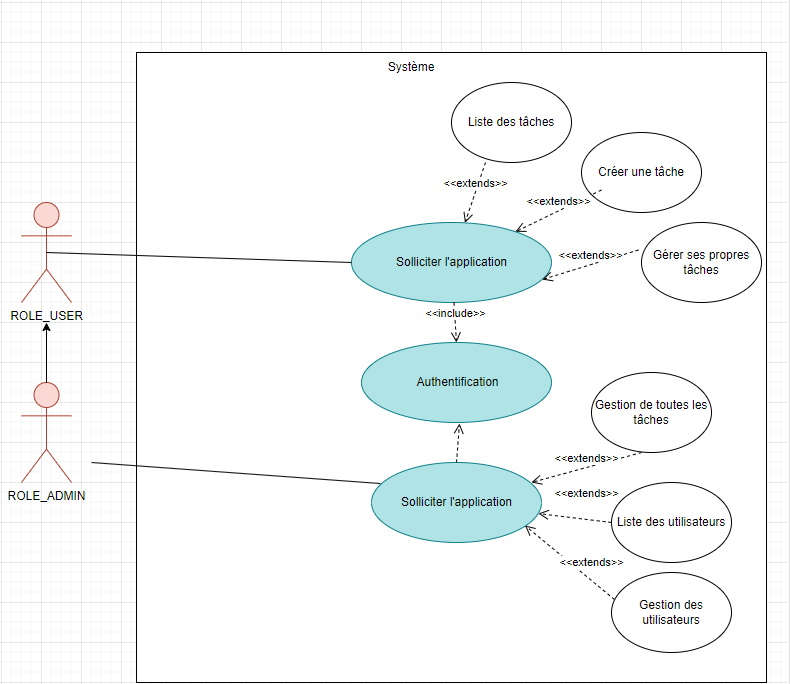 Système
Liste des tâches
<<extends>>
Créer une tâche
<<extends>>
Solliciter l'application
<<extends>>
Gérer ses propres
tâches
ROLE_USER
<<include>>
Authentification
Gestion de toutes les
tâches
<<extends>>
ROLE_ADMIN
Solliciter l'application
<<extends>>
Liste des utilisateurs
<<extends>>
Gestion des
utilisateurs